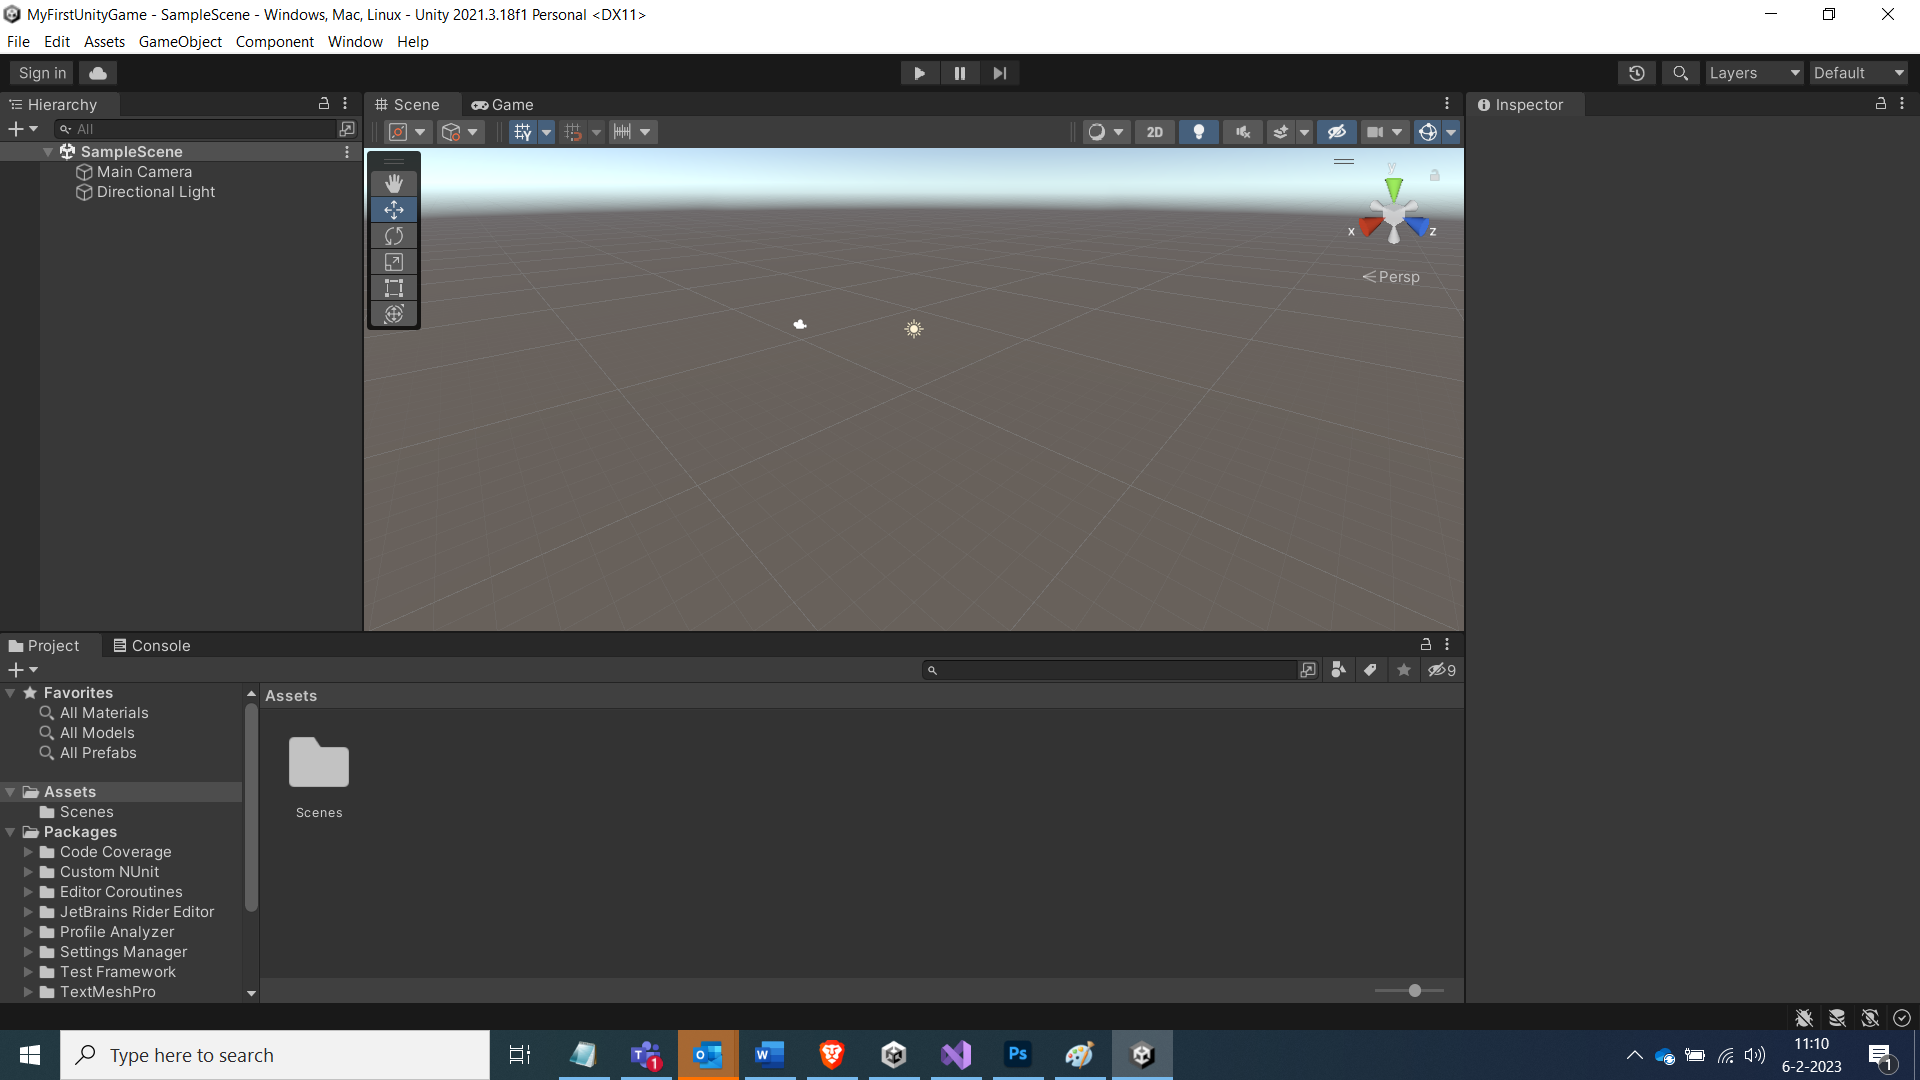 MyFirstUnityGame - SampleScene - Windows, Mac, Linux - Unity 2021.3.18f1 Personal <DX11>
File Edit Assets GameObject Component Window Help
Sign in
Layers
Default
Hierarchy
All
SampleScene
Main Camera
Directional Light
Scene
Game
2D
y
x
z
Persp
Inspector
Project
Console
9
Favorites
All Materials
All Models
All Prefabs
Assets
Scenes
Packages
Code Coverage
Custom NUnit
Editor Coroutines
JetBrains Rider Editor
Profile Analyzer
Settings Manager
Test Framework
TextMeshPro
Assets
Scenes
Type here to search
1
Ps
11:10
6-2-2023
1